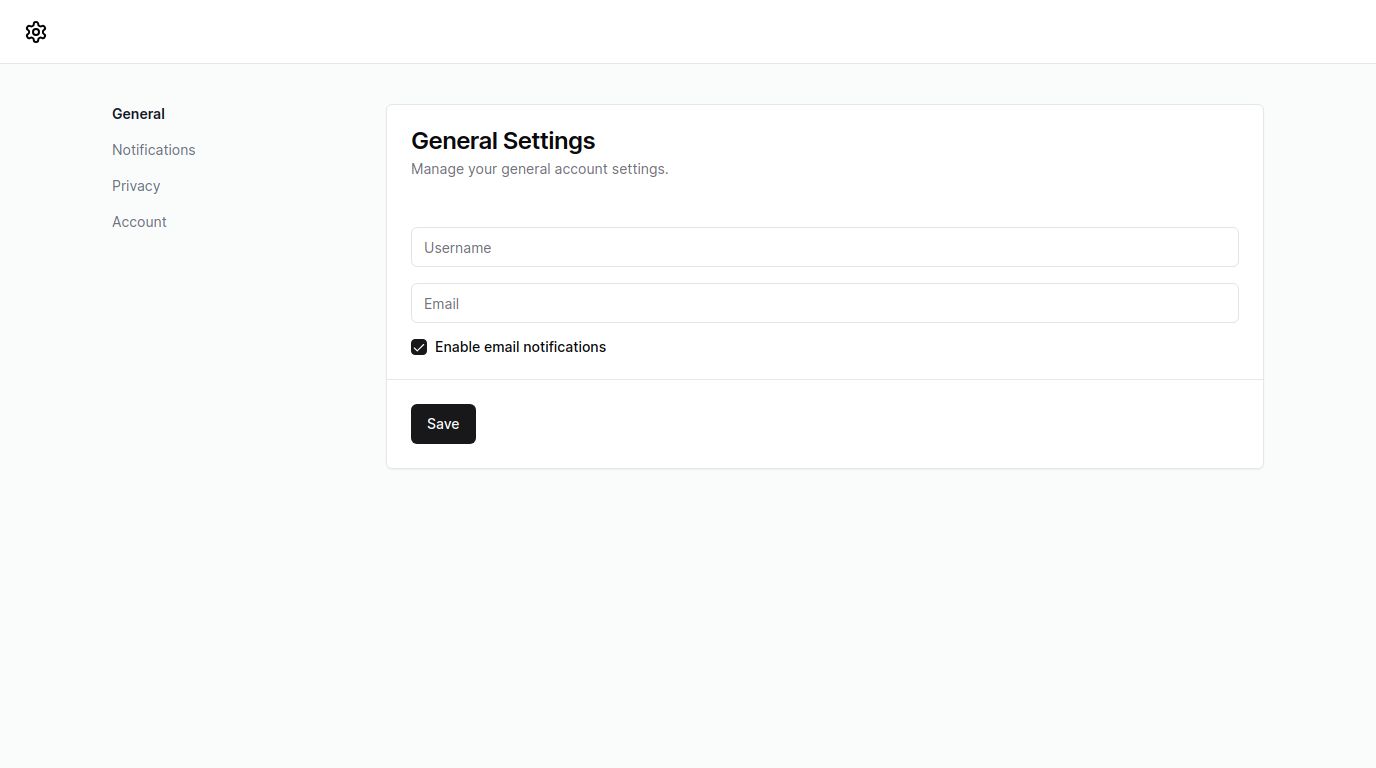 General
Notifications
Privacy
Account
General Settings
Manage your general account settings.
Username
Email
Enable email notifications
Save